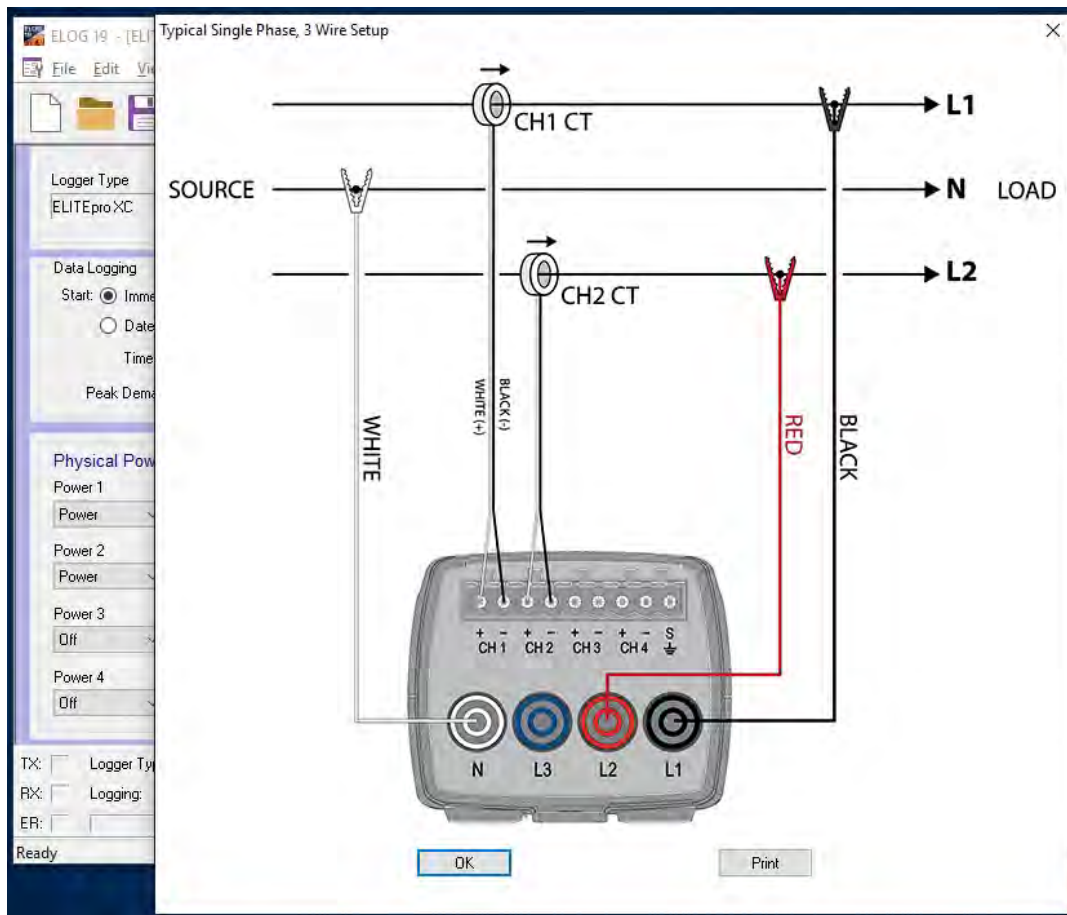 ELOG 19 - [ELIT
Typical Single Phase, 3 Wire Setup
File Edit Vi
Logger Type
ELITEpro XC
Data Logging
Start: Imme
Date
Time
Peak Dema
Physical Pow
Power 1
Power
Power 2
Power
Power 3
Off
Power 4
Off
TX: Logger Typ
RX: Logging:
ER:
Ready
CH1 CT
L1
SOURCE
N LOAD
CH2 CT
L2
WHITE
WHITE (+)
BLACK (-)
RED
BLACK
+ - + - + - + - S
CH 1 CH 2 CH 3 CH 4
N L3 L2 L1
OK Print